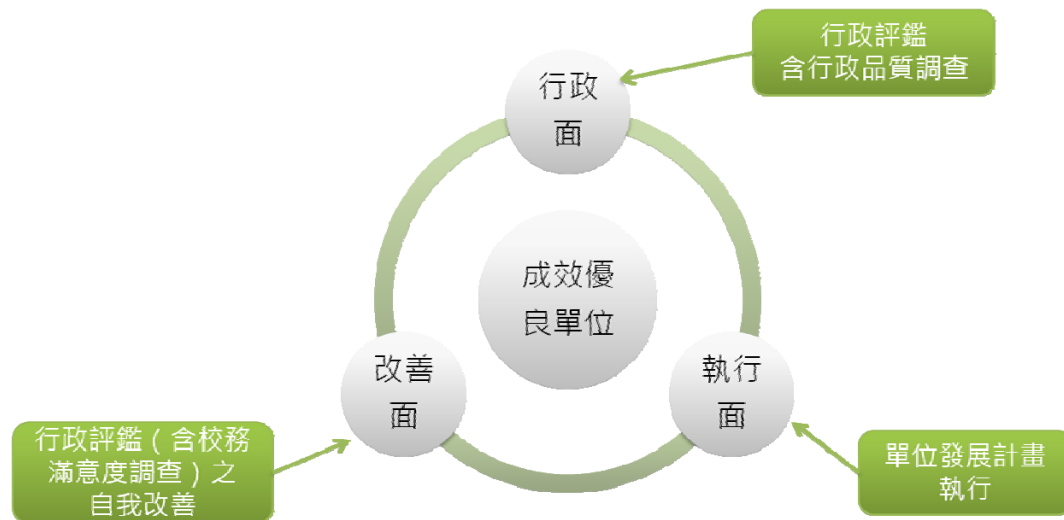 行政評鑑
含行政品質調查
行政
面
成效優
良單位
改善
面
執行
面
行政評鑑（含校務
滿意度調查）之
自我改善
單位發展計畫
執行